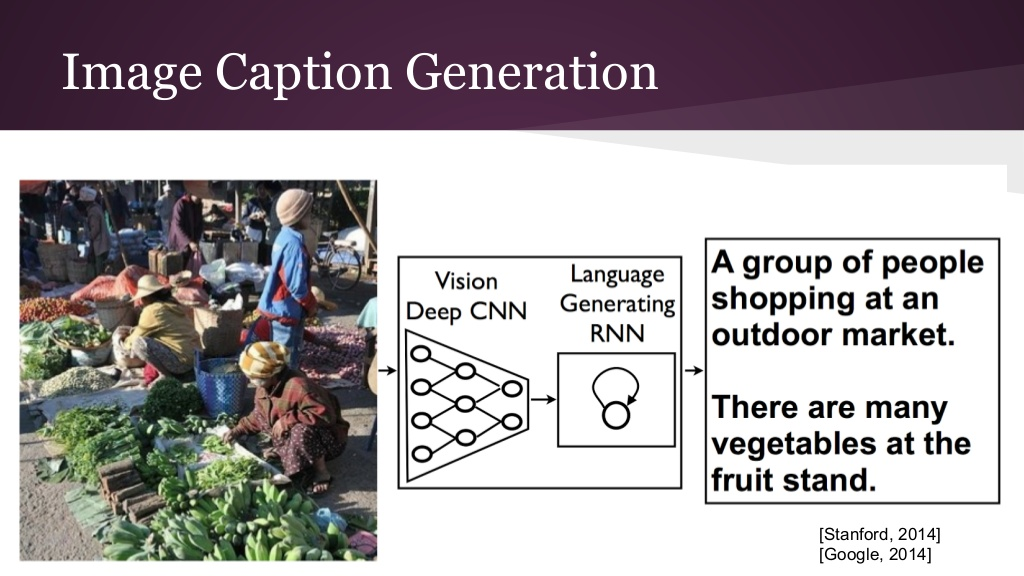 Image Caption Generation
Vision
Deep CNN
Language
Generating
RNN
A group of people
shopping at an
outdoor market.
There are many
vegetables at the
fruit stand.
[Stanford, 2014]
[Google, 2014]